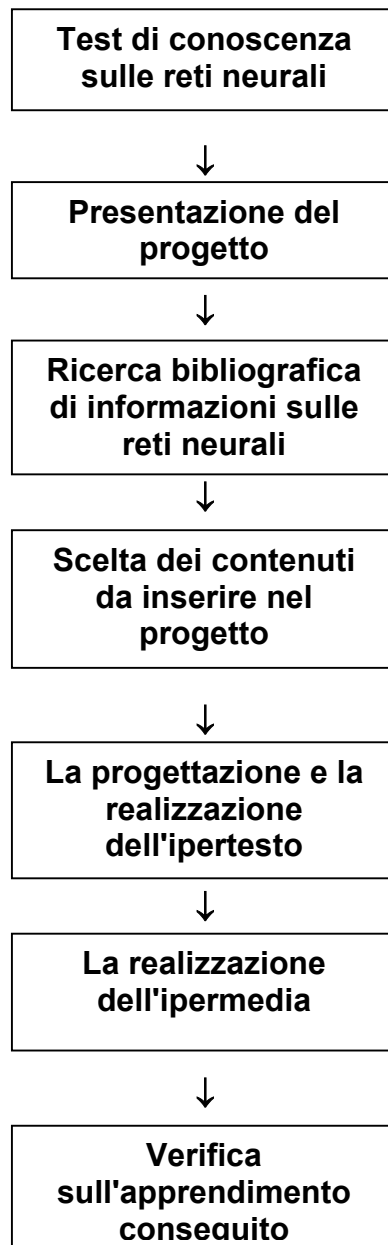 Test di conoscenza
sulle reti neurali
↓
Presentazione del
progetto
↓
Ricerca bibliografica
di informazioni sulle
reti neurali
↓
Scelta dei contenuti
da inserire nel
progetto
↓
La progettazione e la
realizzazione
dell'ipertesto
↓
La realizzazione
dell'ipermedia
↓
Verifica
sull'apprendimento
conseguito